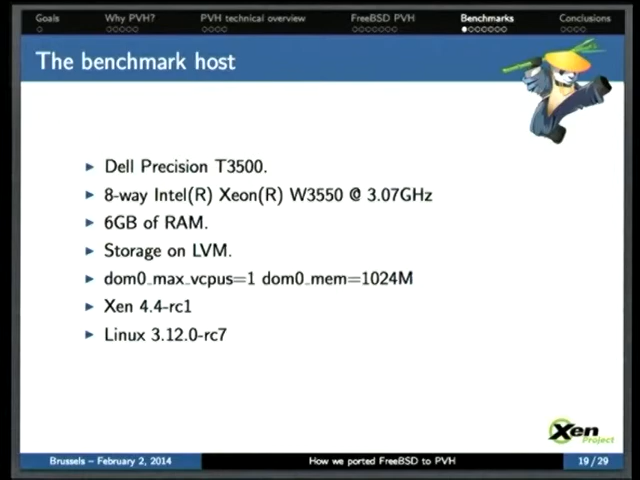 Goals Why PVH? PVH technical overview FreeBSD PVH Benchmarks Conclusions
The benchmark host
Dell Precision T3500.
8-way Intel(R) Xeon(R) W3550 @ 3.07GHz
6GB of RAM.
Storage on LVM.
dom0_max_vcpus=1 dom0_mem=1024M
Xen 4.4-rc1
Linux 3.12.0-rc7
Xen
Project
Brussels – February 2, 2014 How we ported FreeBSD to PVH 19 / 29